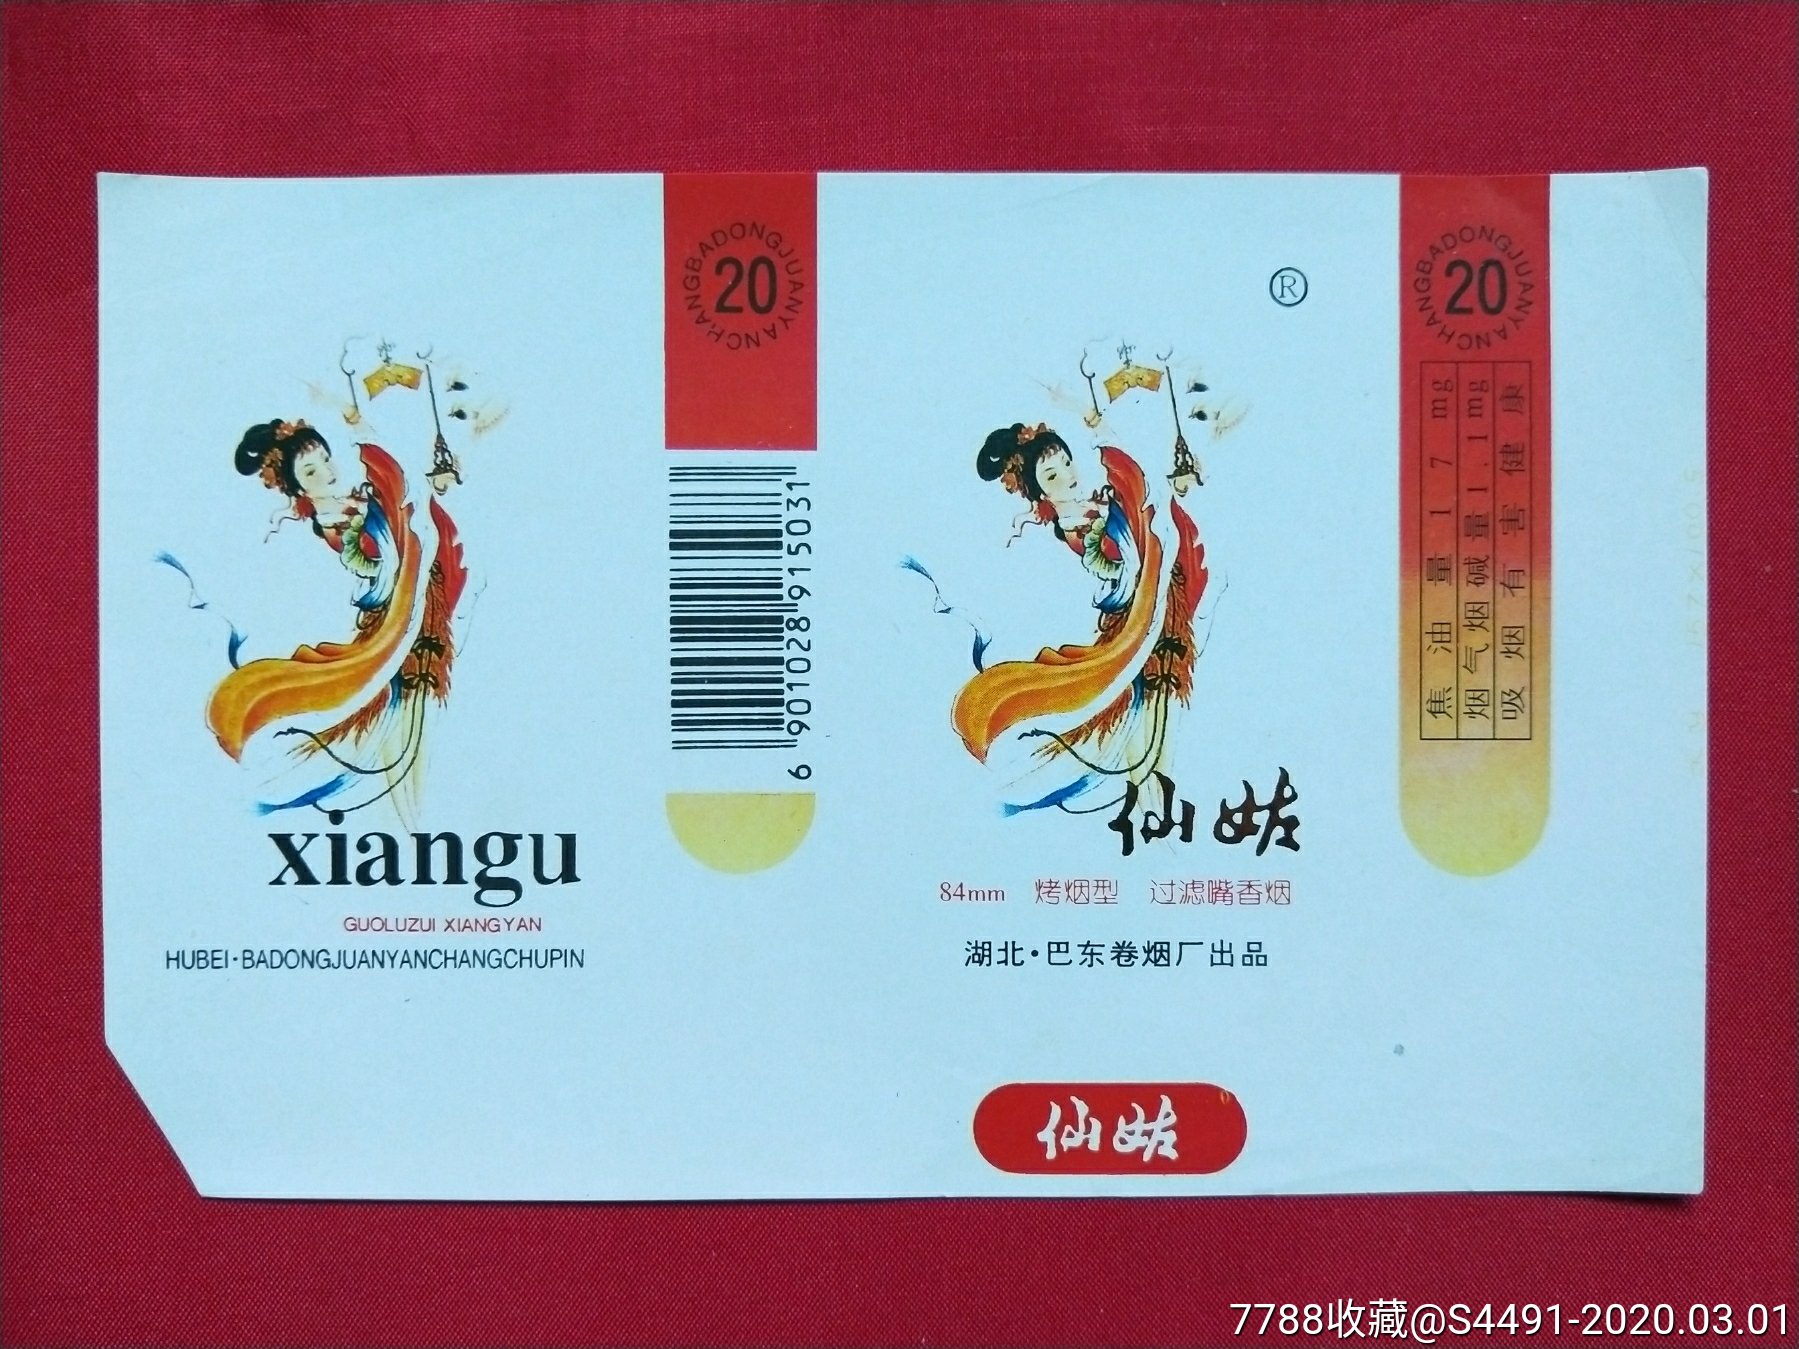 BADONGJUANYANCHANG
20
6 901028 915031
xiangu
GUOLUZUI XIANGYAN
HUBEI·BADONGJUANYANCHANGCHUPIN
®
仙姑
84mm 烤烟型 过滤嘴香烟
湖北·巴东卷烟厂出品
仙姑
BADONGJUANYANCHANG
20
焦油量17mg
烟气烟碱量1.1mg
吸烟有害健康
7788收藏@S4491-2020.03.01